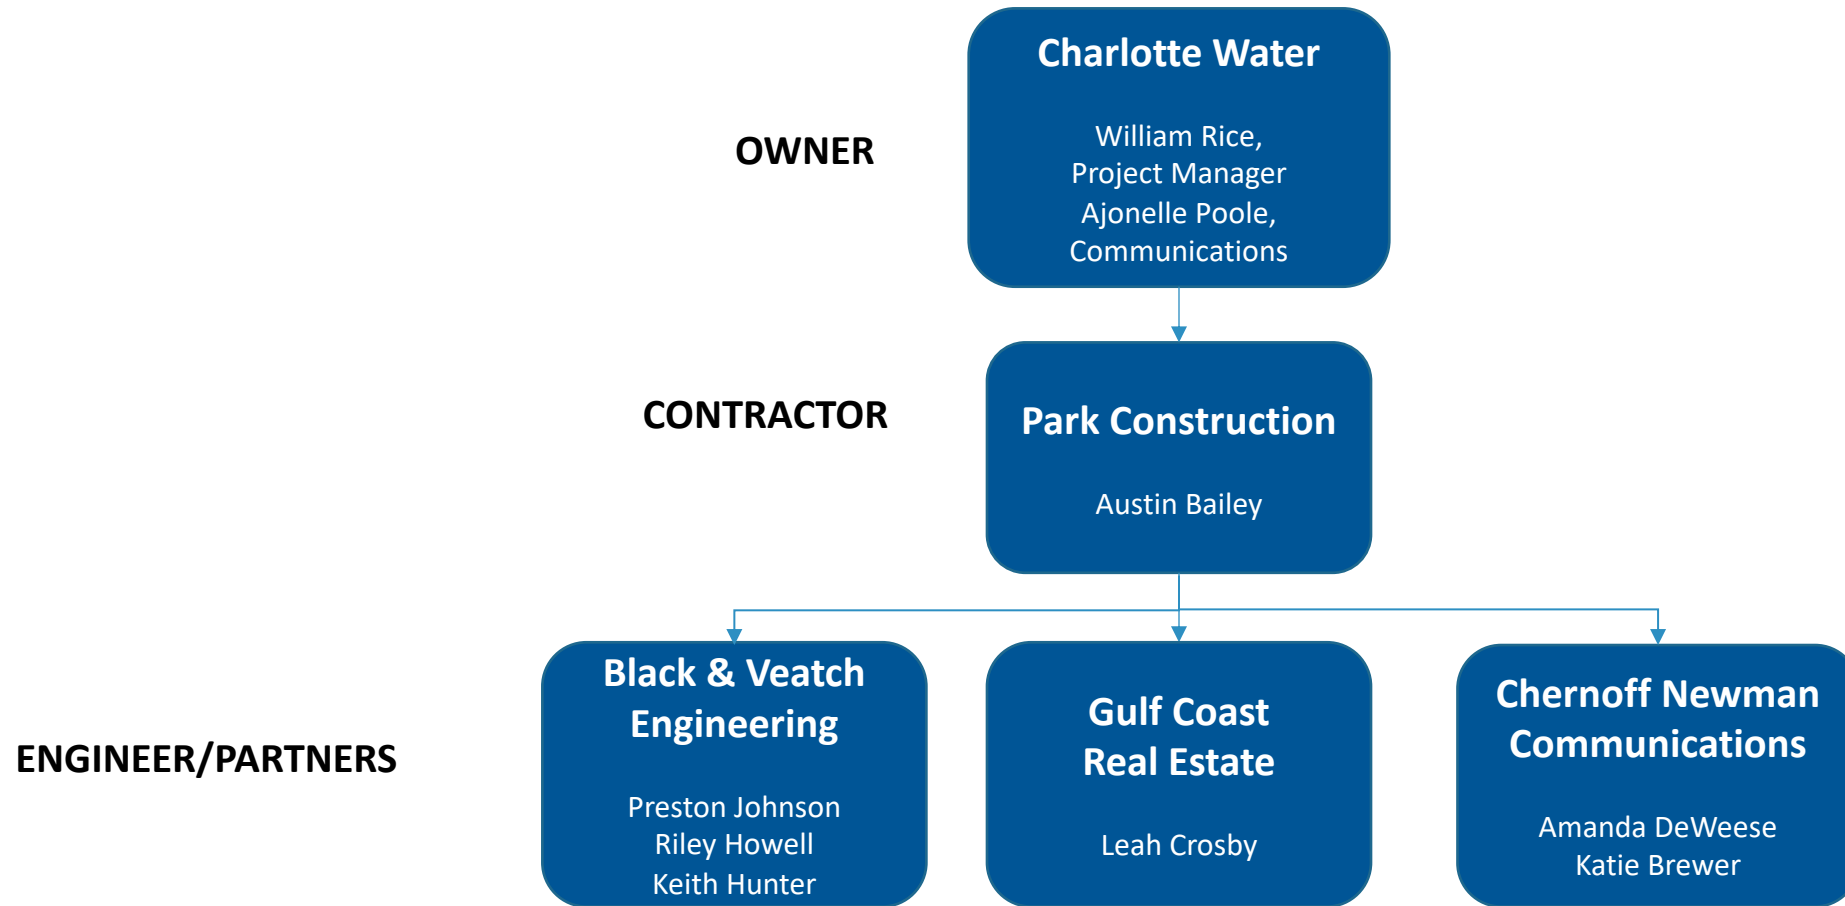 Charlotte Water
OWNER
William Rice,
Project Manager
Ajonelle Poole,
Communications
CONTRACTOR
Park Construction
Austin Bailey
ENGINEER/PARTNERS
Black & Veatch
Engineering
Preston Johnson
Riley Howell
Keith Hunter
Gulf Coast
Real Estate
Leah Crosby
Chernoff Newman
Communications
Amanda DeWeese
Katie Brewer